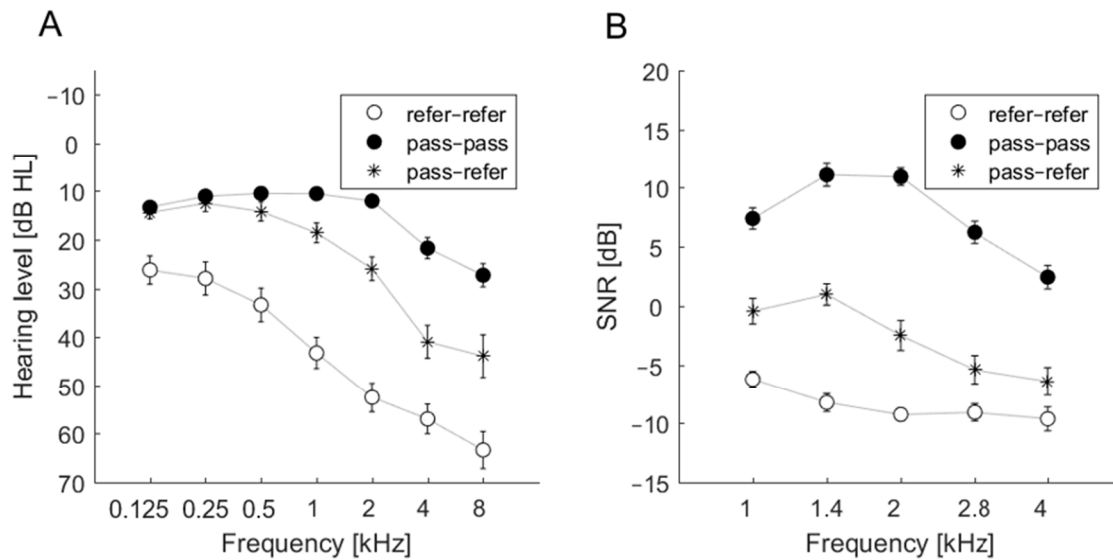 A
Hearing level [dB HL]
−10
0
10
20
30
40
50
60
70
refer−refer
pass−pass
pass−refer
0.125 0.25 0.5 1 2 4 8
Frequency [kHz]
B
SNR [dB]
20
15
10
5
0
−5
−10
−15
refer−refer
pass−pass
pass−refer
1 1.4 2 2.8 4
Frequency [kHz]